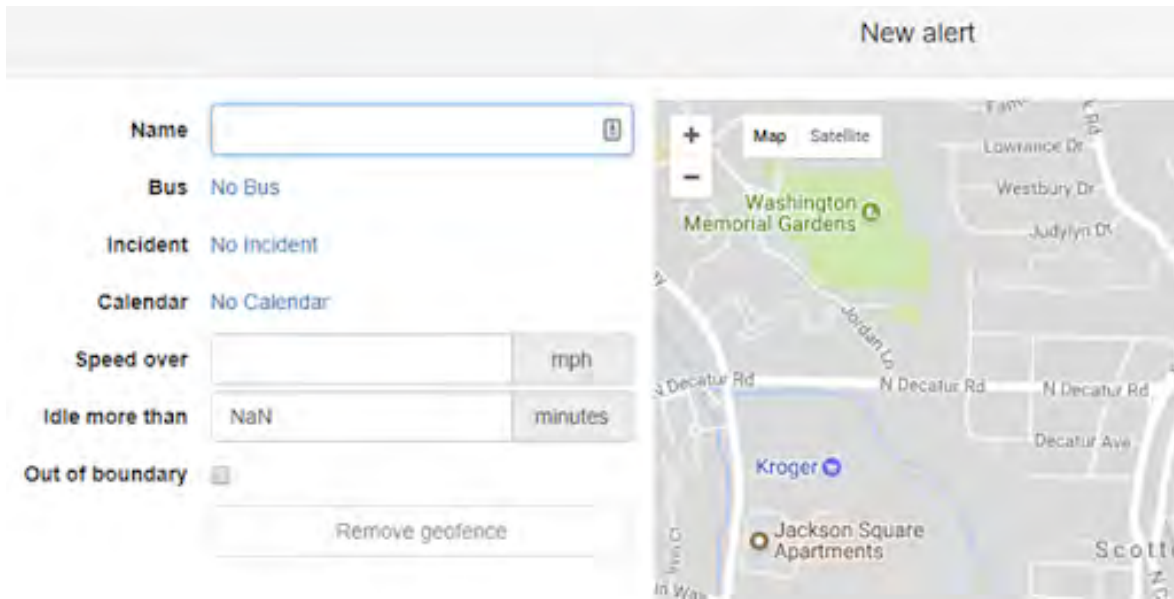 New alert
Name
Bus No Bus
Incident No Incident
Calendar No Calendar
Speed over mph
Idle more than NaN minutes
Out of boundary
Remove geofence
+
−
Map Satellite
Lowrance Dr
Westbury Dr
Washington
Memorial Gardens
Judylyn Dr
Jordan Ln
N Decatur Rd
N Decatur Rd
N Decatur Rd
Decatur Ave
Kroger
Jackson Square
Apartments